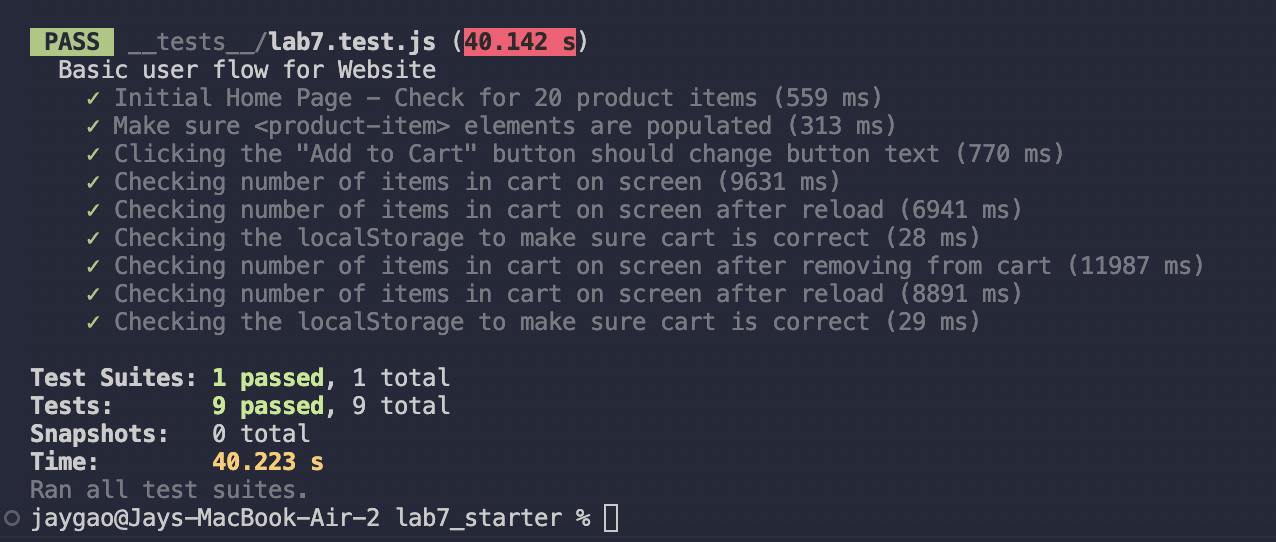 PASS __tests__/lab7.test.js (40.142 s)
Basic user flow for Website
✓ Initial Home Page – Check for 20 product items (559 ms)
✓ Make sure <product-item> elements are populated (313 ms)
✓ Clicking the "Add to Cart" button should change button text (770 ms)
✓ Checking number of items in cart on screen (9631 ms)
✓ Checking number of items in cart on screen after reload (6941 ms)
✓ Checking the localStorage to make sure cart is correct (28 ms)
✓ Checking number of items in cart on screen after removing from cart (11987 ms)
✓ Checking number of items in cart on screen after reload (8891 ms)
✓ Checking the localStorage to make sure cart is correct (29 ms)
Test Suites: 1 passed, 1 total
Tests: 9 passed, 9 total
Snapshots: 0 total
Time: 40.223 s
Ran all test suites.
jaygao@Jays-MacBook-Air-2 lab7_starter %